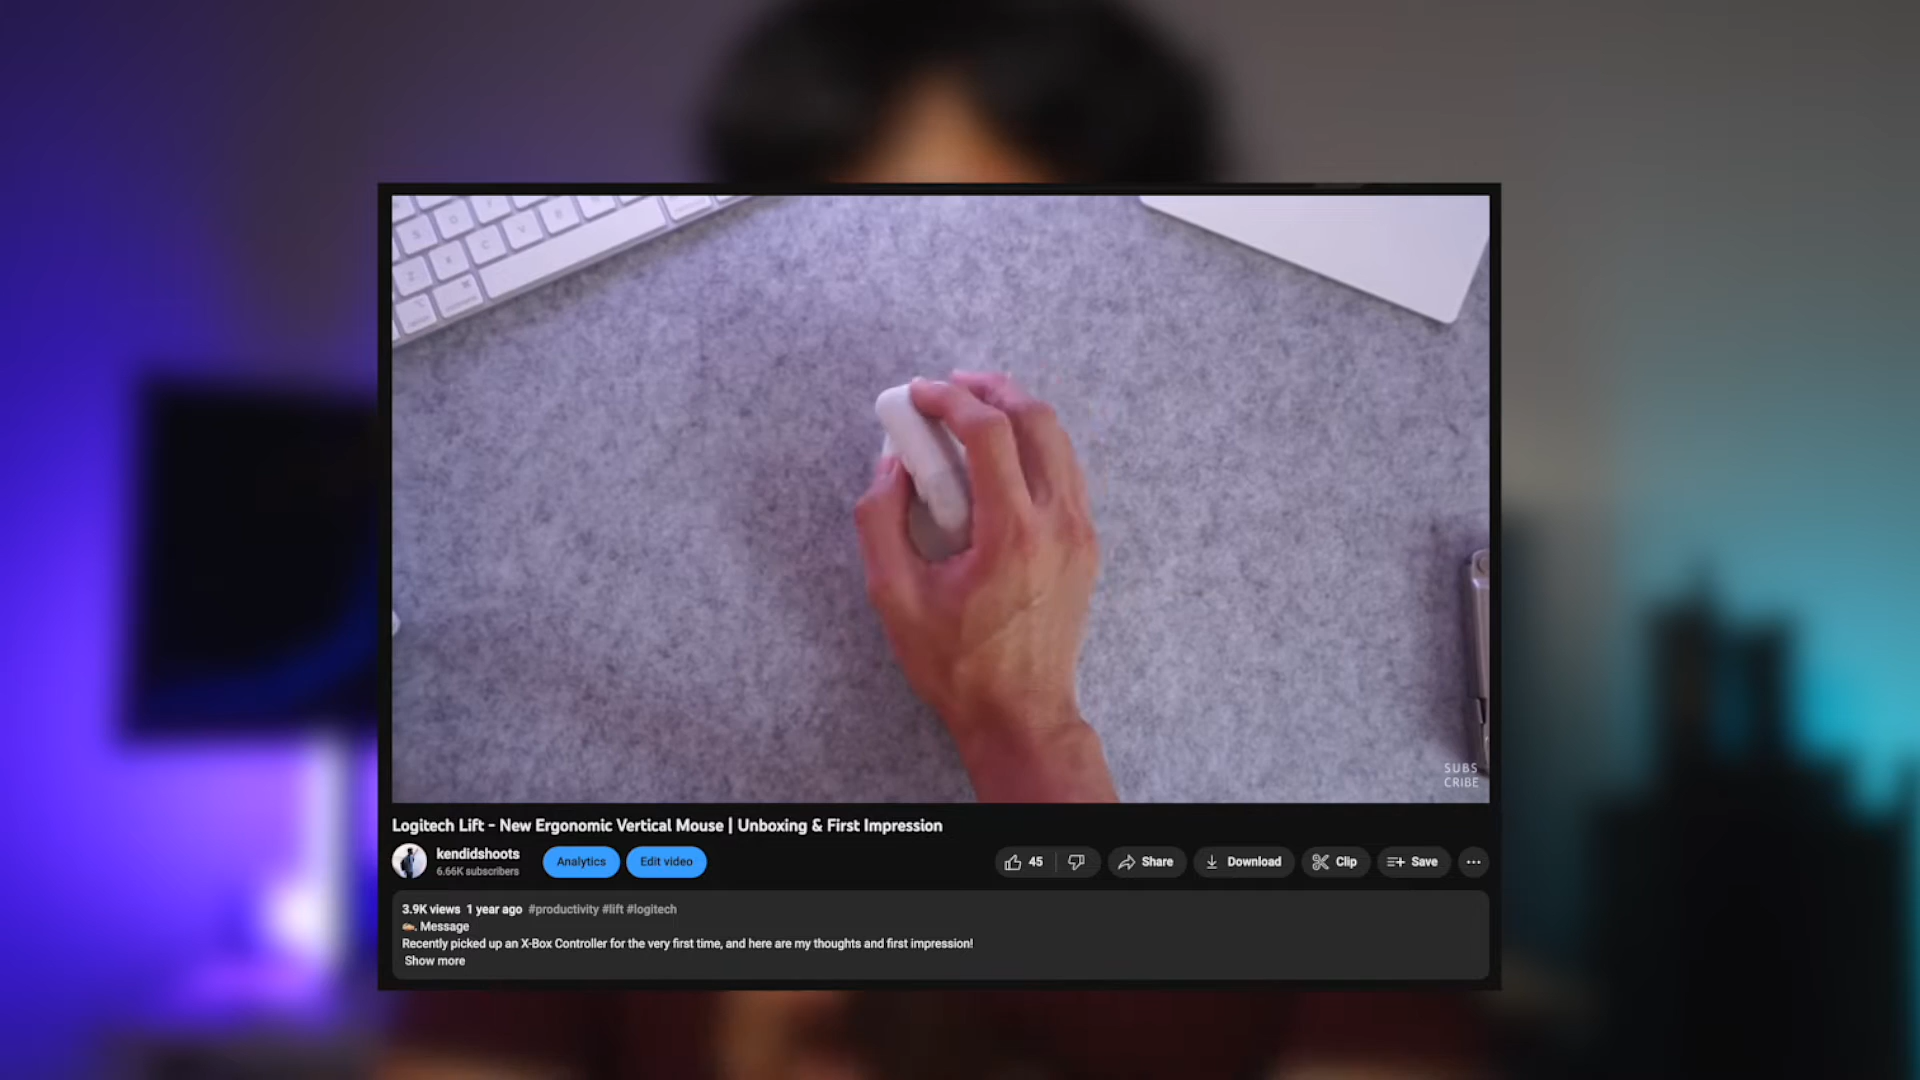 SUBS
CRIBE
Logitech Lift - New Ergonomic Vertical Mouse | Unboxing & First Impression
kendidshoots
6.66K subscribers
Analytics
Edit video
45
Share
Download
Clip
Save
3.9K views 1 year ago #productivity #lift #logitech
Message
Recently picked up an X-Box Controller for the very first time, and here are my thoughts and first impression!
Show more